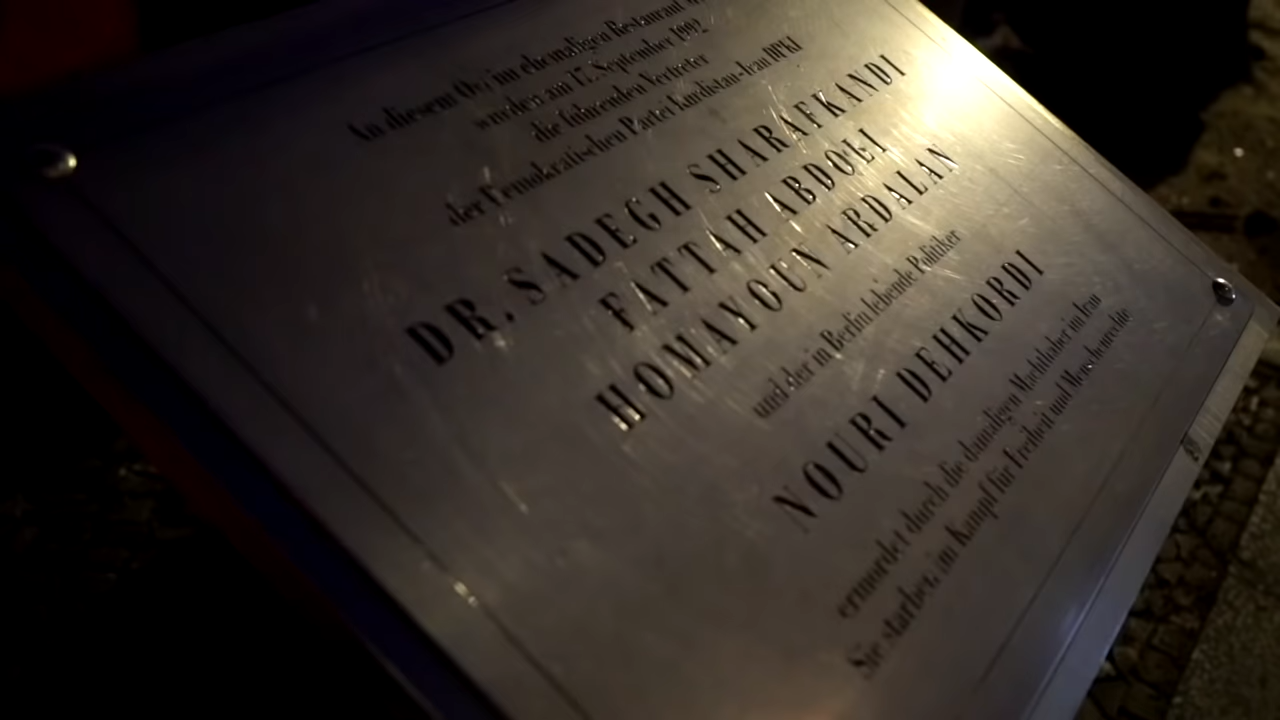 An diesem Ort, im ehemaligen Restaurant
wurden am 17. September 1992
die führenden Vertreter
der Demokratischen Partei Kurdistan-Iran DPKI
DR. SADEGH SHARAFKANDI
FATTAH ABDOLI
HOMAYOUN ARDALAN
und der in Berlin lebende Politiker
NOURI DEHKORDI
ermordet durch die damaligen Machthaber im Iran
Sie starben im Kampf für Freiheit und Menschenrechte